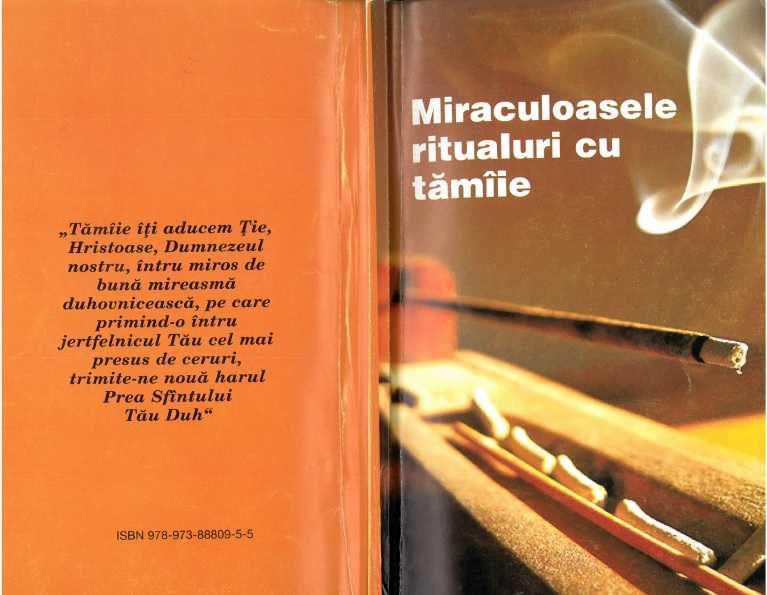 „Tămîie îţi aducem Ţie,
Hristoase, Dumnezeul
nostru, întru miros de
bună mireasmă
duhovnicească, pe care
primind-o întru
jertfelnicul Tău cel mai
presus de ceruri,
trimite-ne nouă harul
Prea Sfîntului
Tău Duh“
ISBN 978-973-88809-5-5
Miraculoasele
ritualuri cu
tămîie